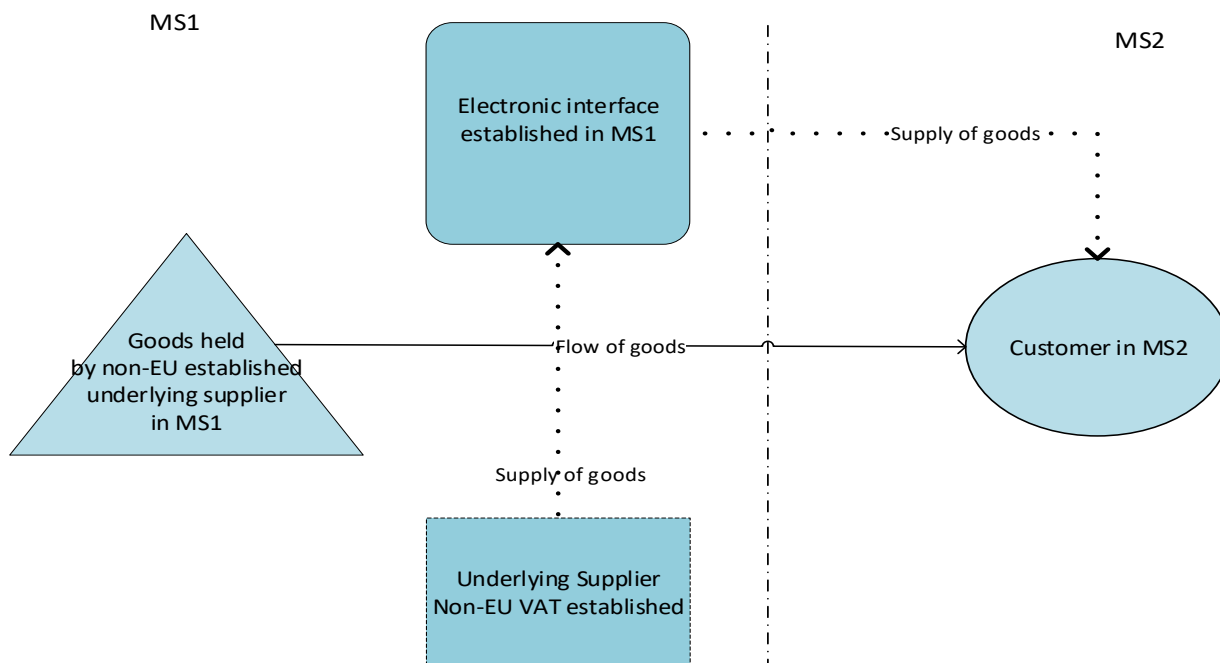 MS1
MS2
Electronic interface
established in MS1
Supply of goods
Goods held
by non-EU established
underlying supplier
in MS1
Flow of goods
Customer in MS2
Supply of goods
Underlying Supplier
Non-EU VAT established